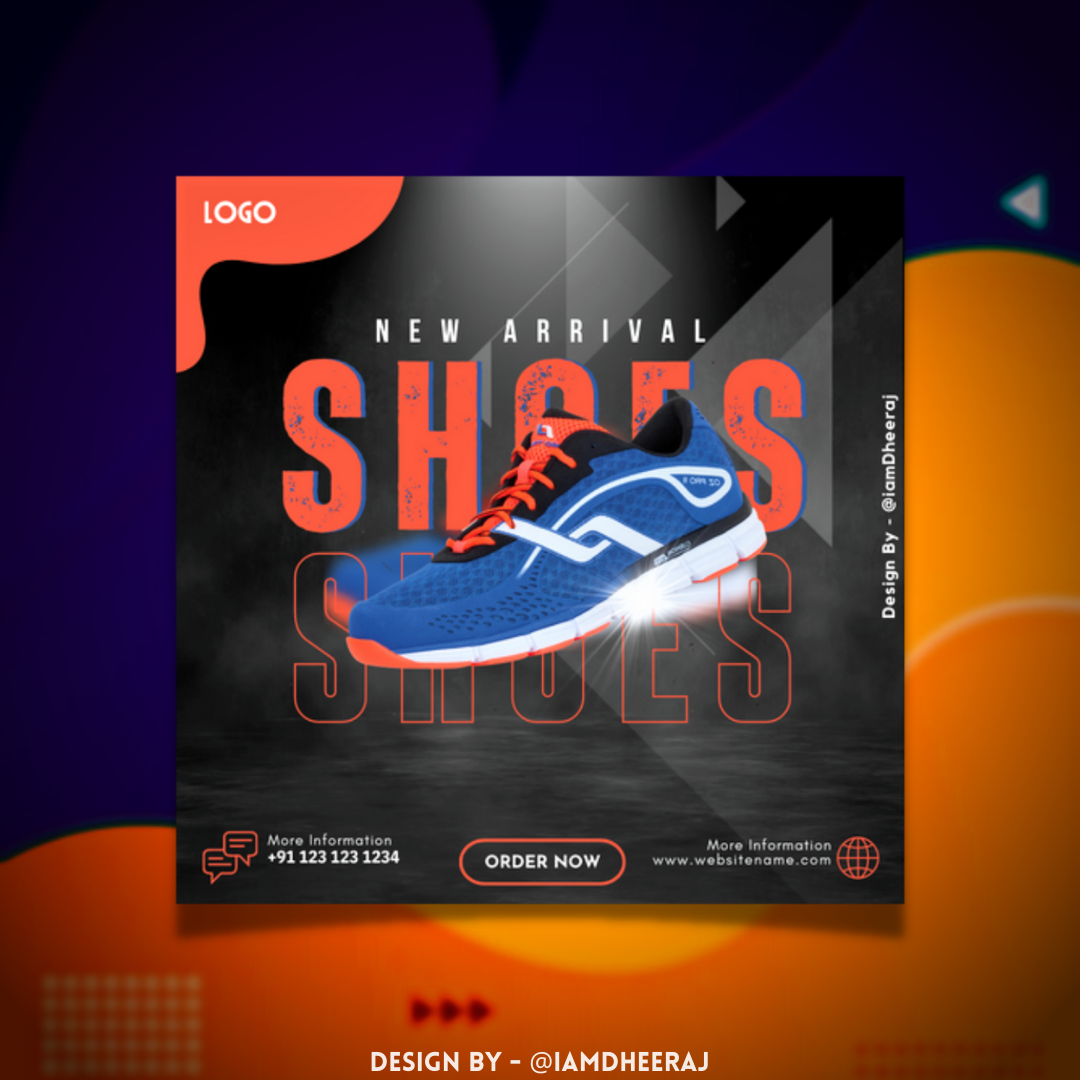 LOGO
NEW ARRIVAL
SHOES
SHOES
Design By - @iamDheeraj
More Information
+91 123 123 1234
ORDER NOW
More Information
www.websitename.com
DESIGN BY - @IAMDHEERAJ